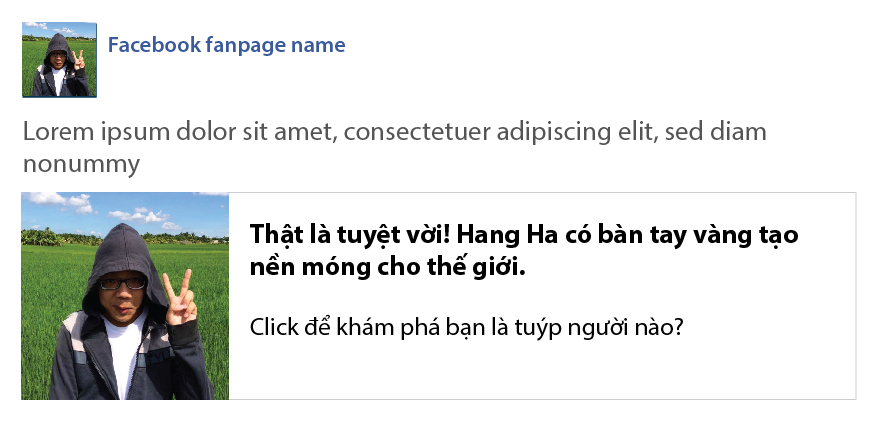 Facebook fanpage name
Lorem ipsum dolor sit amet, consectetuer adipiscing elit, sed diam
nonummy
Thật là tuyệt vời! Hang Ha có bàn tay vàng tạo
nền móng cho thế giới.
Click để khám phá bạn là tuýp người nào?